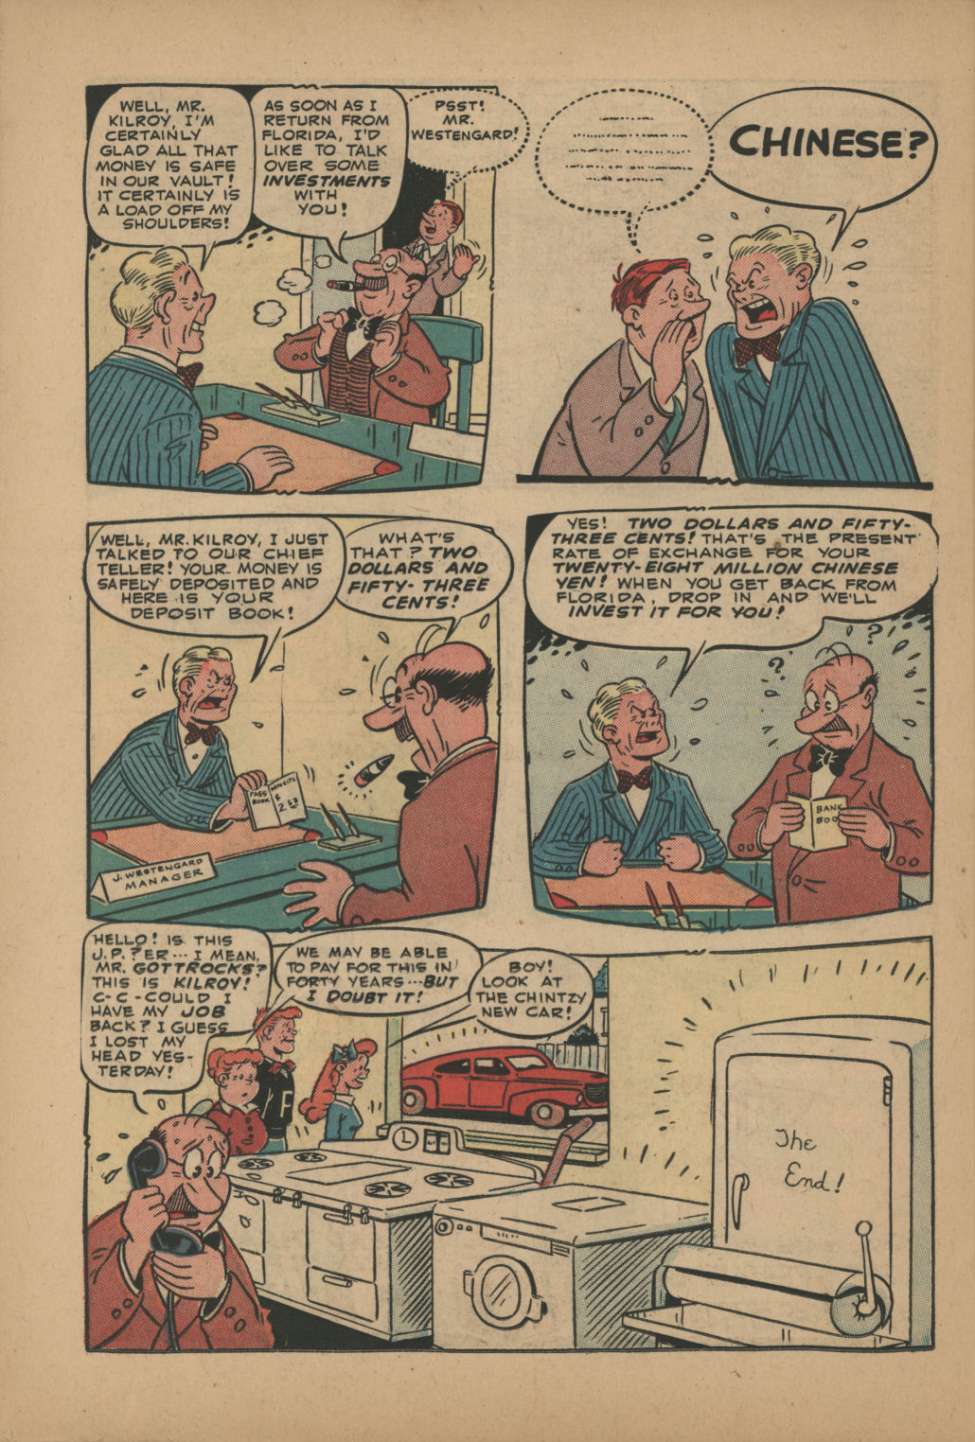 WELL, MR.
KILROY, I'M
CERTAINLY
GLAD ALL THAT
MONEY IS SAFE
IN OUR VAULT!
IT CERTAINLY IS
A LOAD OFF MY
SHOULDERS!
AS SOON AS I
RETURN FROM
FLORIDA, I'D
LIKE TO TALK
OVER SOME
INVESTMENTS
WITH
YOU!
PSST!
MR.
WESTENGARD!
CHINESE?
WELL, MR. KILROY, I JUST
TALKED TO OUR CHIEF
TELLER! YOUR MONEY IS
SAFELY DEPOSITED AND
HERE IS YOUR
DEPOSIT BOOK!
WHAT'S
THAT? TWO
DOLLARS AND
FIFTY-THREE
CENTS!
PASS
BOOK
$
2.53
J. WESTENGARD
MANAGER
YES! TWO DOLLARS AND FIFTY-
THREE CENTS! THAT'S THE PRESENT
RATE OF EXCHANGE FOR YOUR
TWENTY-EIGHT MILLION CHINESE
YEN! WHEN YOU GET BACK FROM
FLORIDA, DROP IN AND WE'LL
INVEST IT FOR YOU!
? ?
BANK
BOO
HELLO! IS THIS
J.P.? ER... I MEAN,
MR. GOTTROCKS?
THIS IS KILROY!
C-C-COULD I
HAVE MY JOB
BACK? I GUESS
I LOST MY
HEAD YES-
TERDAY!
WE MAY BE ABLE
TO PAY FOR THIS IN
FORTY YEARS...BUT
I DOUBT IT!
BOY!
LOOK AT
THE CHINTZY
NEW CAR!
F
The
End!